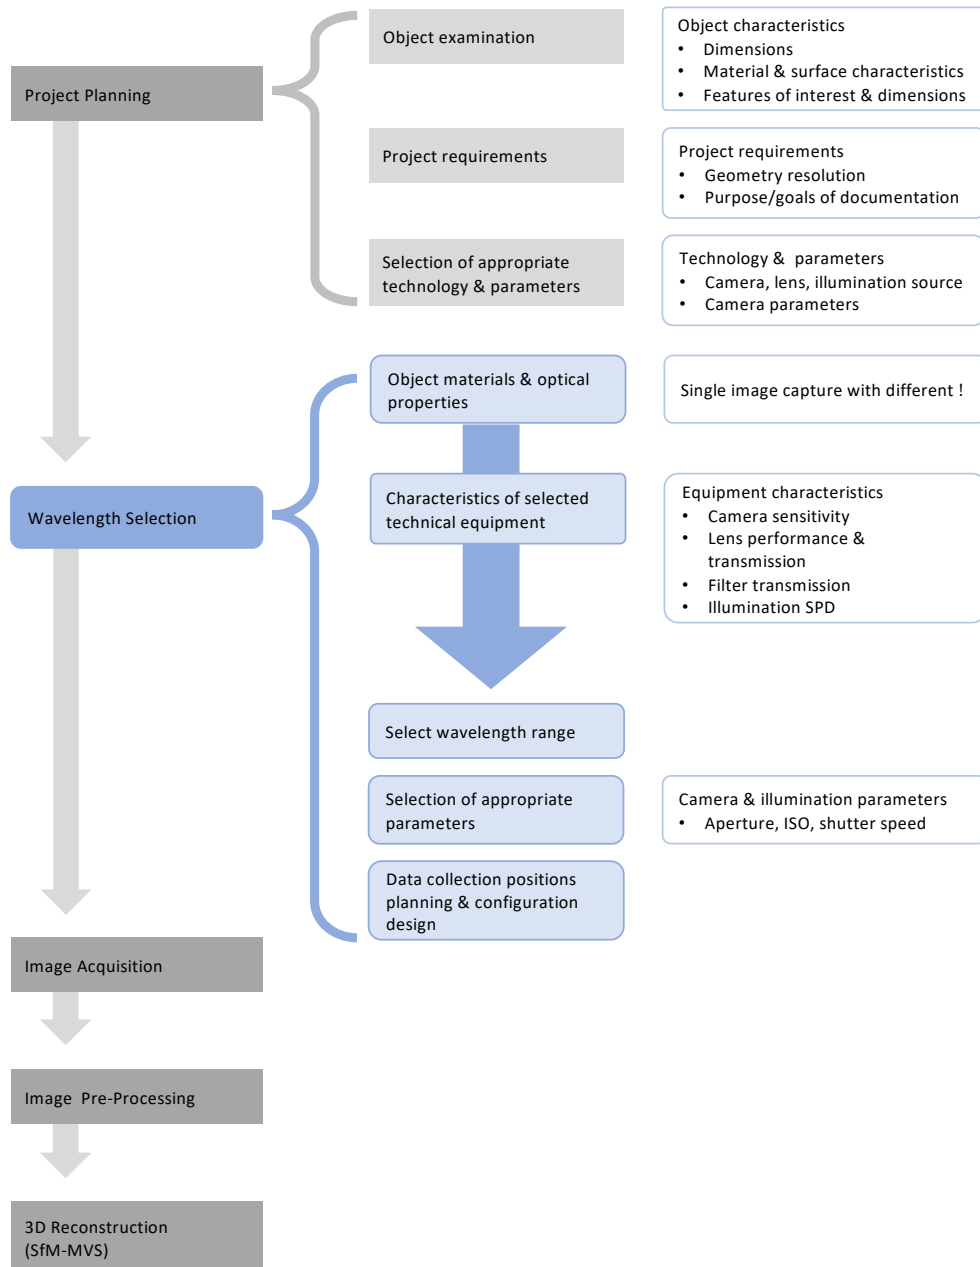 Project Planning
Object examination
Object characteristics
• Dimensions
• Material & surface characteristics
• Features of interest & dimensions
Project requirements
Project requirements
• Geometry resolution
• Purpose/goals of documentation
Selection of appropriate
technology & parameters
Technology & parameters
• Camera, lens, illumination source
• Camera parameters
Wavelength Selection
Object materials & optical
properties
Single image capture with different !
Characteristics of selected
technical equipment
Equipment characteristics
• Camera sensitivity
• Lens performance &
transmission
• Filter transmission
• Illumination SPD
Select wavelength range
Selection of appropriate
parameters
Camera & illumination parameters
• Aperture, ISO, shutter speed
Data collection positions
planning & configuration
design
Image Acquisition
Image Pre-Processing
3D Reconstruction
(SfM-MVS)